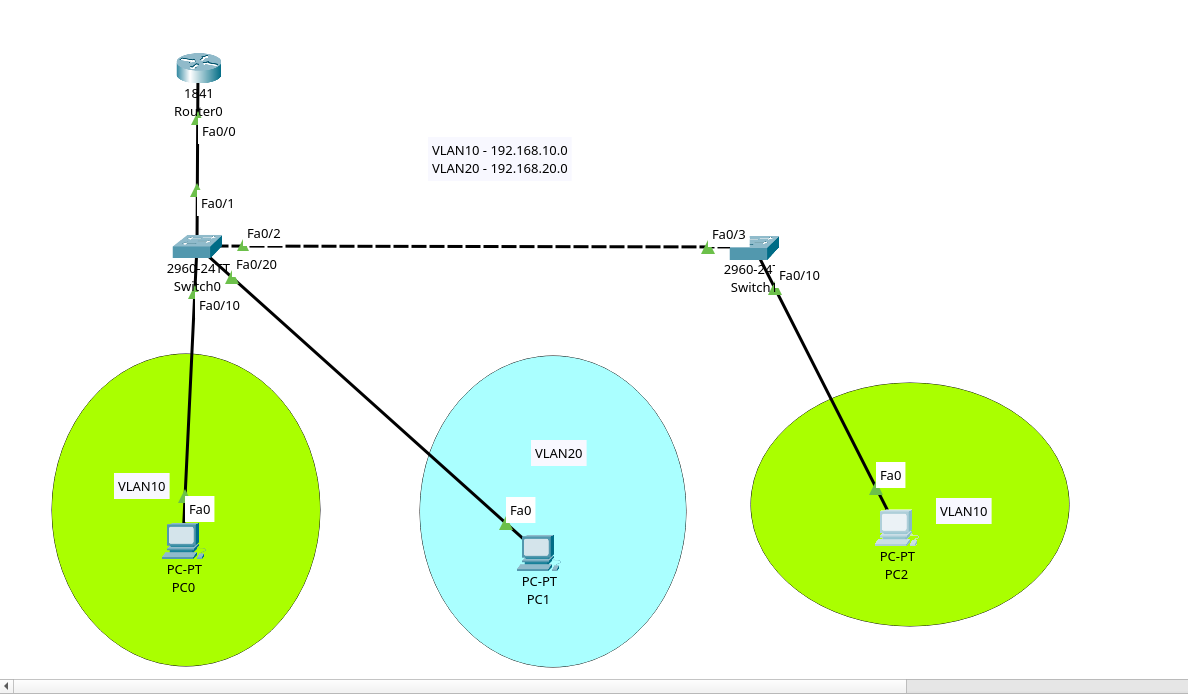 1841
Router0
Fa0/0
VLAN10 - 192.168.10.0
VLAN20 - 192.168.20.0
Fa0/1
Fa0/2
Fa0/3
2960-24TT
Switch0
Fa0/20
2960-24
Switch1
Fa0/10
Fa0/10
VLAN20
VLAN10
Fa0
PC-PT
PC0
Fa0
PC-PT
PC1
Fa0
VLAN10
PC-PT
PC2